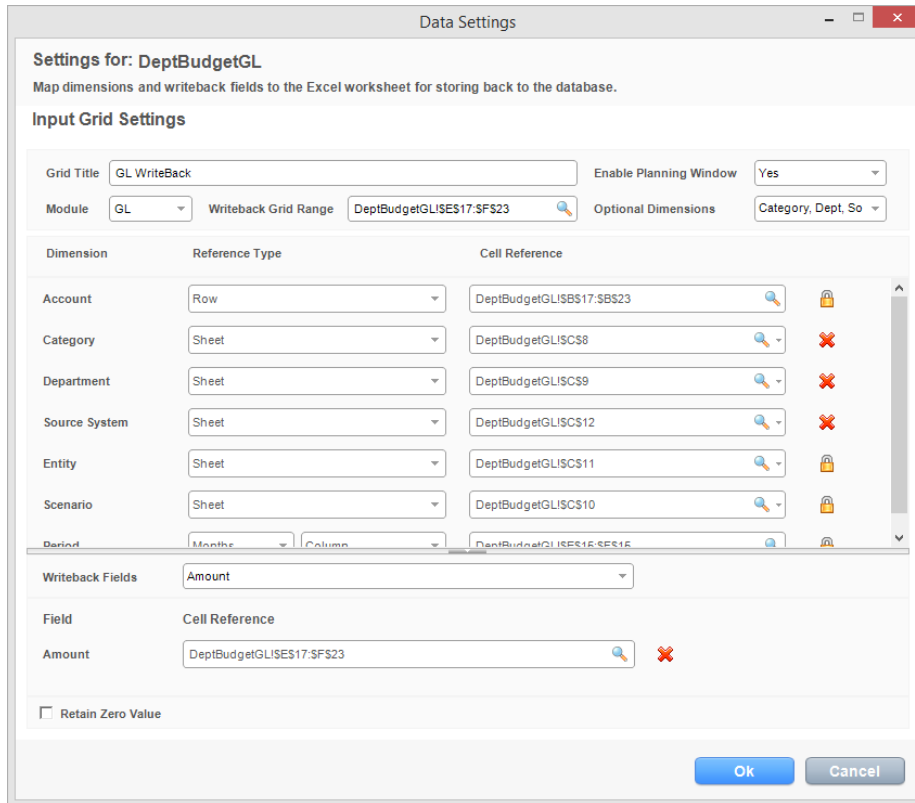 Data Settings
Settings for: DeptBudgetGL
Map dimensions and writeback fields to the Excel worksheet for storing back to the database.
Input Grid Settings
Grid Title GL WriteBack Enable Planning Window Yes
Module GL Writeback Grid Range DeptBudgetGL!$E$17:$F$23 Optional Dimensions Category, Dept, So
Dimension Reference Type Cell Reference
Account Row DeptBudgetGL!$B$17:$B$23
Category Sheet DeptBudgetGL!$C$8
Department Sheet DeptBudgetGL!$C$9
Source System Sheet DeptBudgetGL!$C$12
Entity Sheet DeptBudgetGL!$C$11
Scenario Sheet DeptBudgetGL!$C$10
Period Months Column
Writeback Fields Amount
Field Cell Reference
Amount DeptBudgetGL!$E$17:$F$23
Retain Zero Value
Ok Cancel